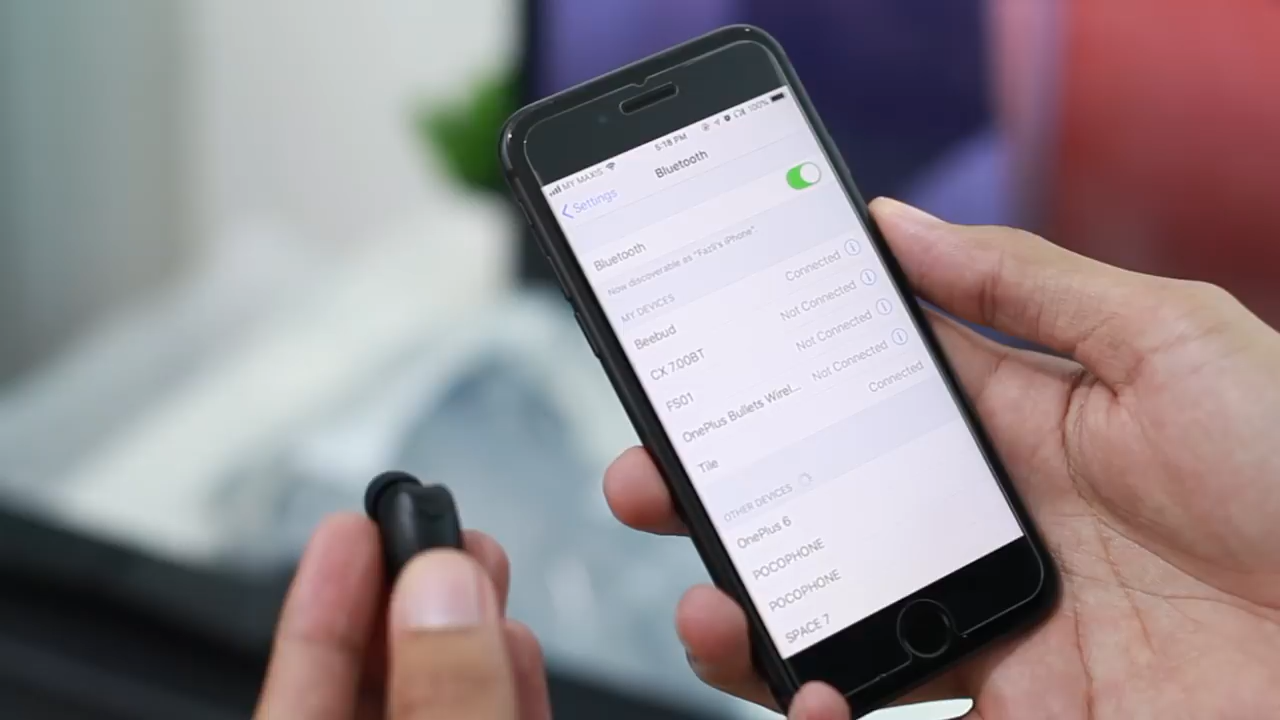 MY MAXIS 5:18 PM 100%
Settings Bluetooth
Bluetooth
Now discoverable as "Fazli's iPhone".
MY DEVICES
Beebud Connected
CX 7.00BT Not Connected
FS01 Not Connected
OnePlus Bullets Wirel... Not Connected
Tile Connected
OTHER DEVICES
OnePlus 6
POCOPHONE
POCOPHONE
SPACE 7